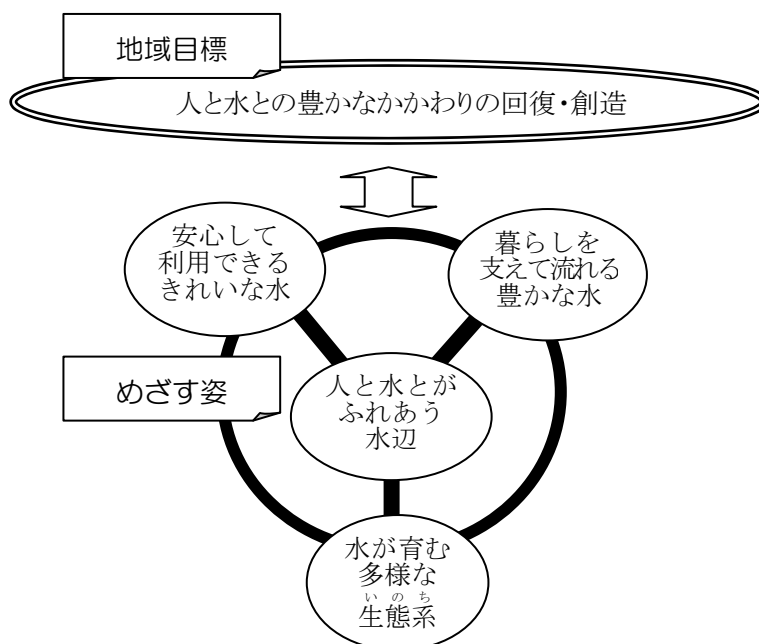 地域目標
人と水との豊かなかかわりの回復・創造
安心して
利用できる
きれいな水
暮らしを
支えて流れる
豊かな水
めざす姿
人と水とが
ふれあう
水辺
水が育む
多様な
いのち
生態系